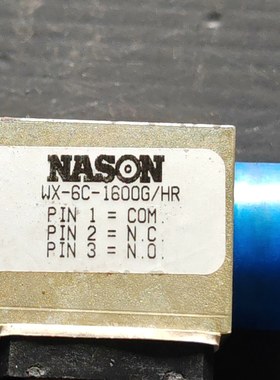 NASON
WX-6C-1600G/HR
PIN 1 = COM.
PIN 2 = N.C.
PIN 3 = N.O.